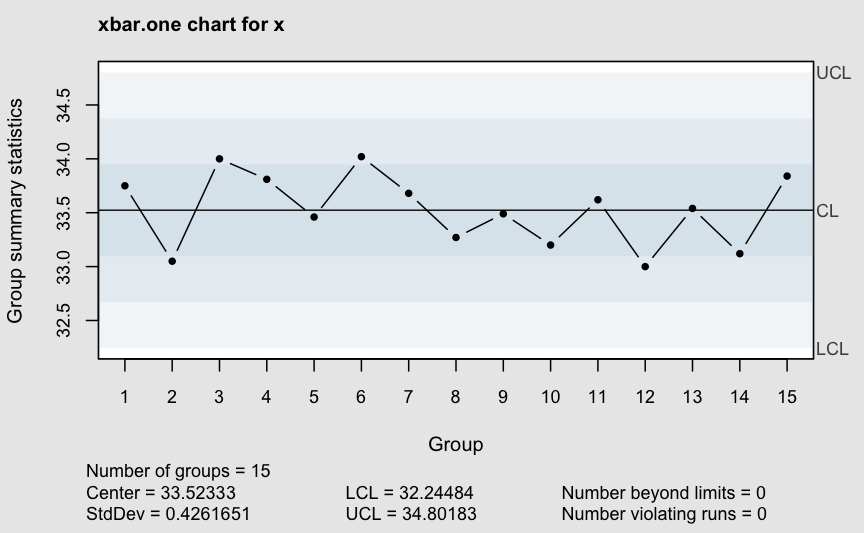 xbar.one chart for x
Group summary statistics
34.5
34.0
33.5
33.0
32.5
UCL
CL
LCL
1 2 3 4 5 6 7 8 9 10 11 12 13 14 15
Group
Number of groups = 15
Center = 33.52333 LCL = 32.24484 Number beyond limits = 0
StdDev = 0.4261651 UCL = 34.80183 Number violating runs = 0